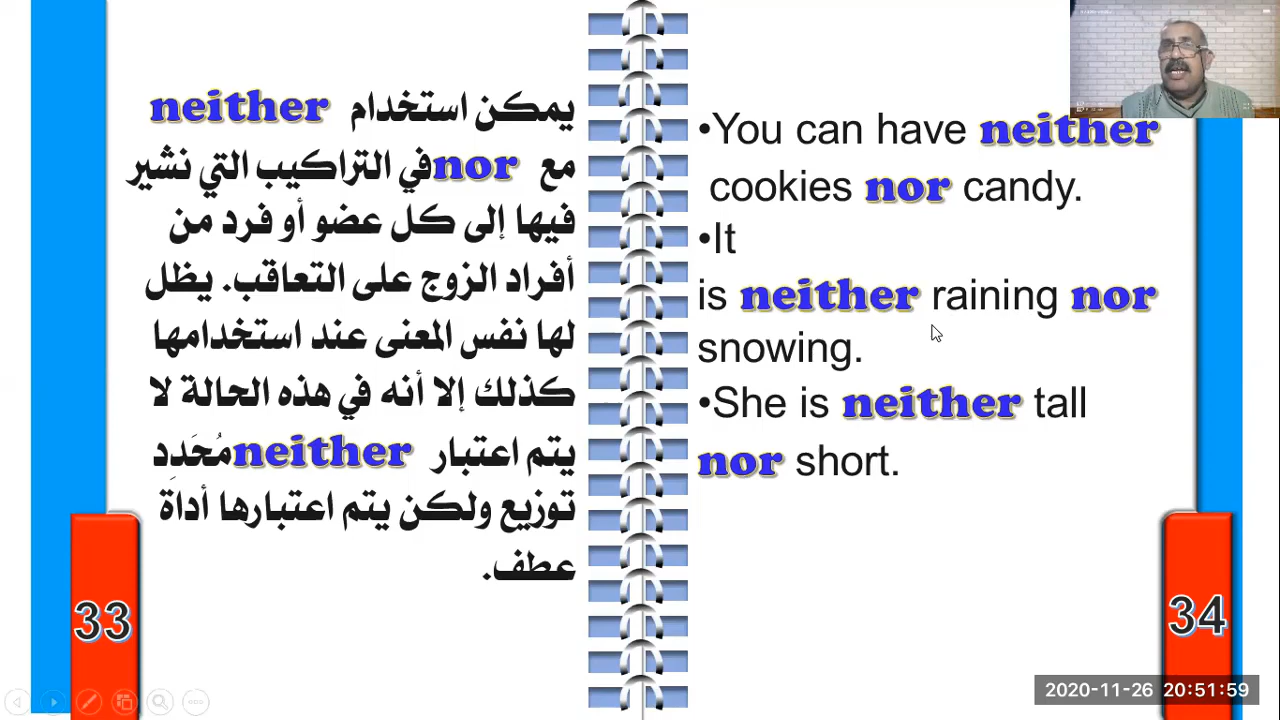 يمكن استخدام neither
مع nor في التراكيب التي نشير
فيها إلى كل عضو أو فرد من
أفراد الزوج على التعاقب. يظل
لها نفس المعنى عند استخدامها
كذلك إلا أنه في هذه الحالة لا
يتم اعتبار neither مُحَدِد
توزيع ولكن يتم اعتبارها أداة
عطف.
33
•You can have neither
cookies nor candy.
•It
is neither raining nor
snowing.
•She is neither tall
nor short.
34
2020-11-26 20:51:59